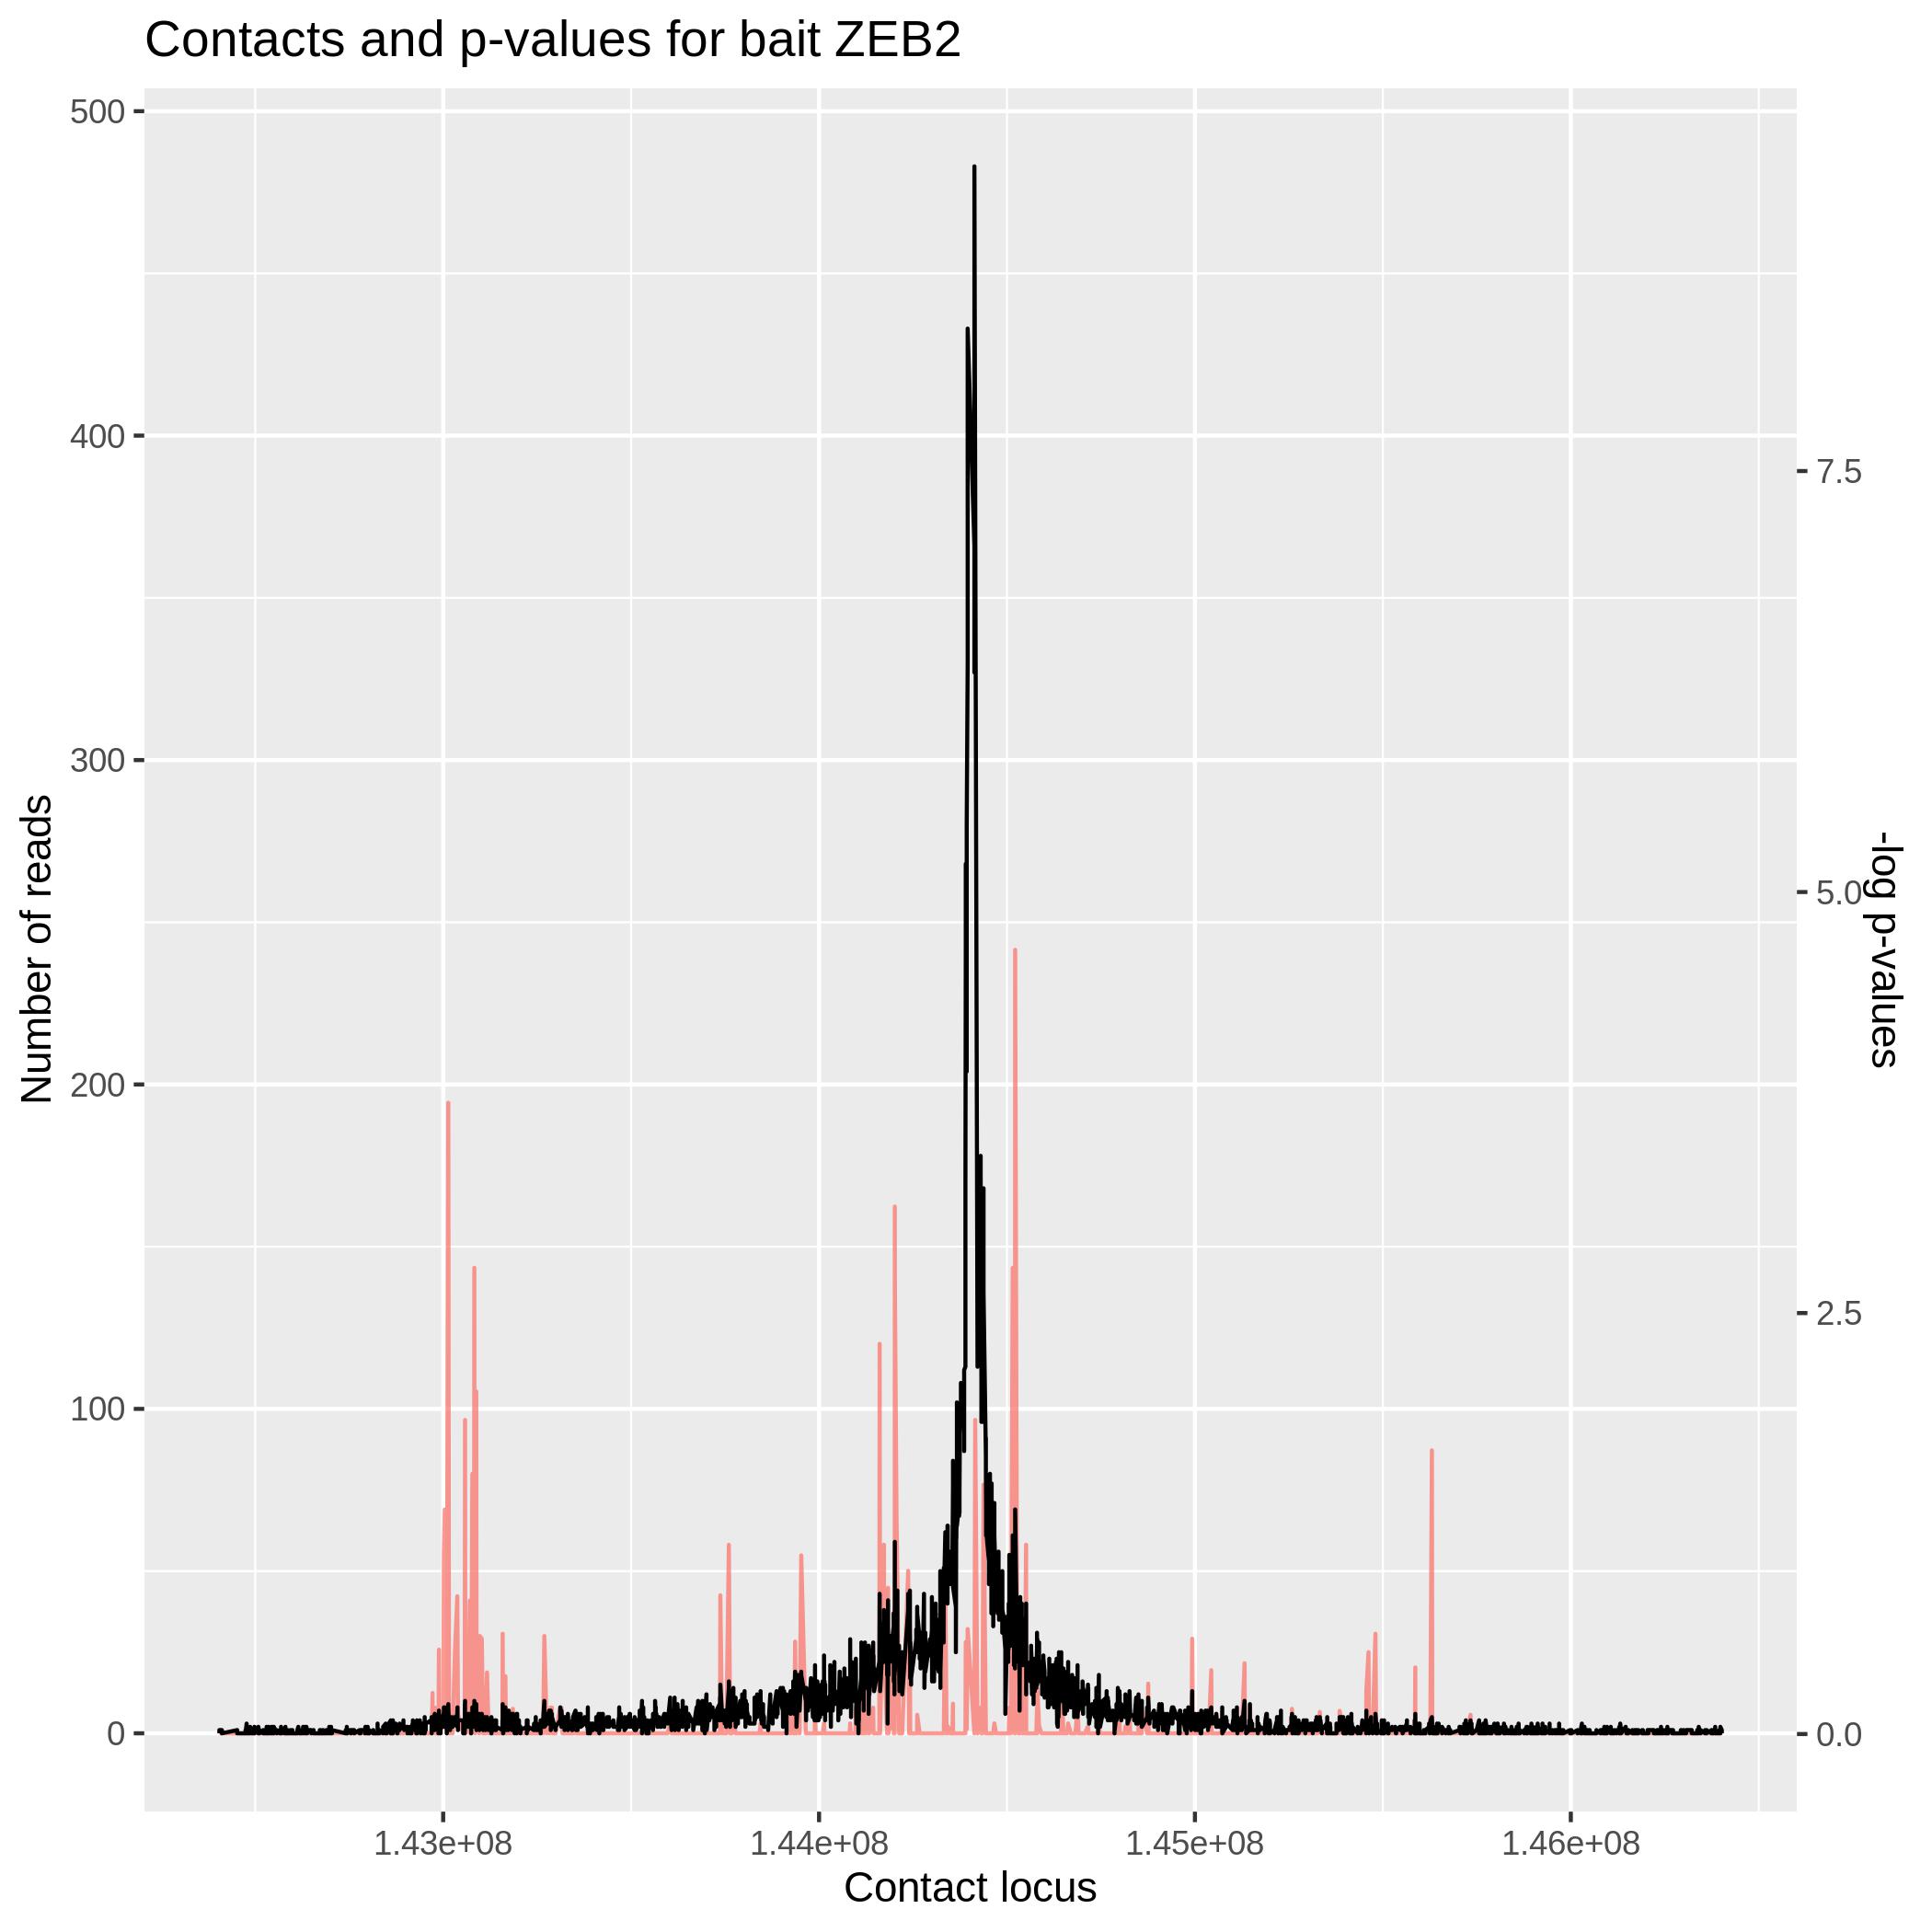 Contacts and p-values for bait ZEB2
500
400
300
200
100
0
Number of reads
7.5
5.0
2.5
0.0
-log p-values
1.43e+08
1.44e+08
1.45e+08
1.46e+08
Contact locus